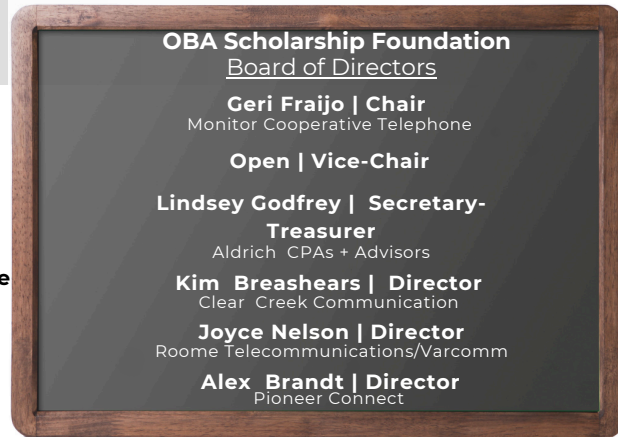 OBA Scholarship Foundation
Board of Directors
Geri Fraijo | Chair
Monitor Cooperative Telephone
Open | Vice-Chair
Lindsey Godfrey | Secretary-
Treasurer
Aldrich CPAs + Advisors
e
Kim Breashears | Director
Clear Creek Communication
Joyce Nelson | Director
Roome Telecommunications/Varcomm
Alex Brandt | Director
Pioneer Connect